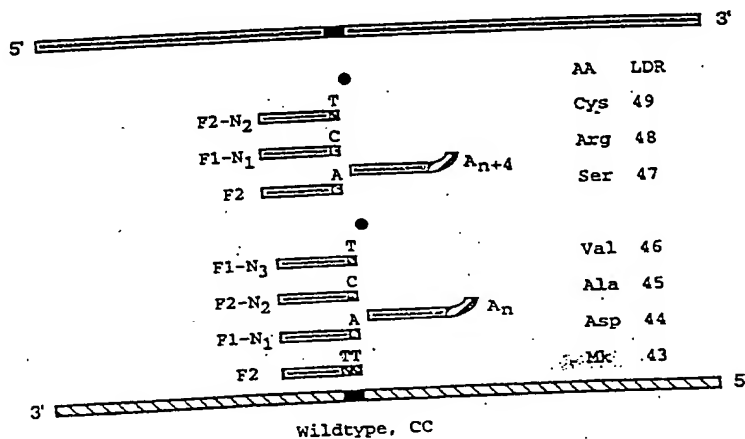 5' 3'
AA LDR
T
F2-N2 Cys 49
C
F1-N1 Arg 48
A An+4
F2 Ser 47
T
F1-N3 Val 46
C
F2-N2 Ala 45
A An
F1-N1 Asp 44
TT
F2 Mk 43
3' 5'
Wildtype, CC